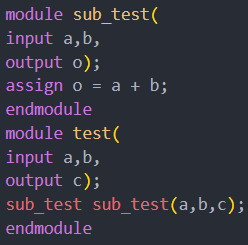 module sub_test(
input a,b,
output o);
assign o = a + b;
endmodule
module test(
input a,b,
output c);
sub_test sub_test(a,b,c);
endmodule